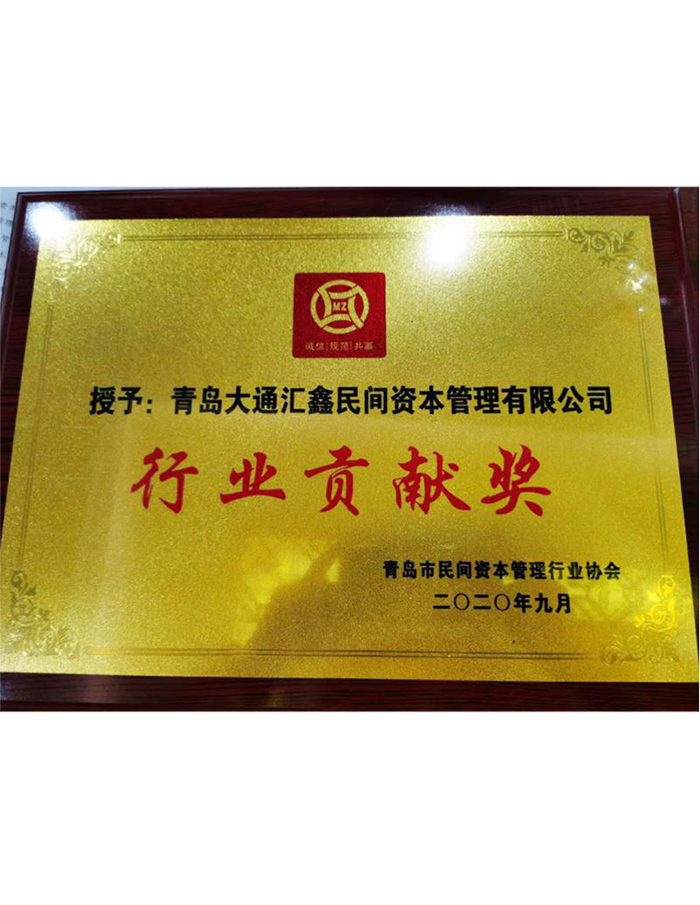 MZ
诚信|规范|共赢
授予：青岛大通汇鑫民间资本管理有限公司
行业贡献奖
青岛市民间资本管理行业协会
二〇二〇年九月